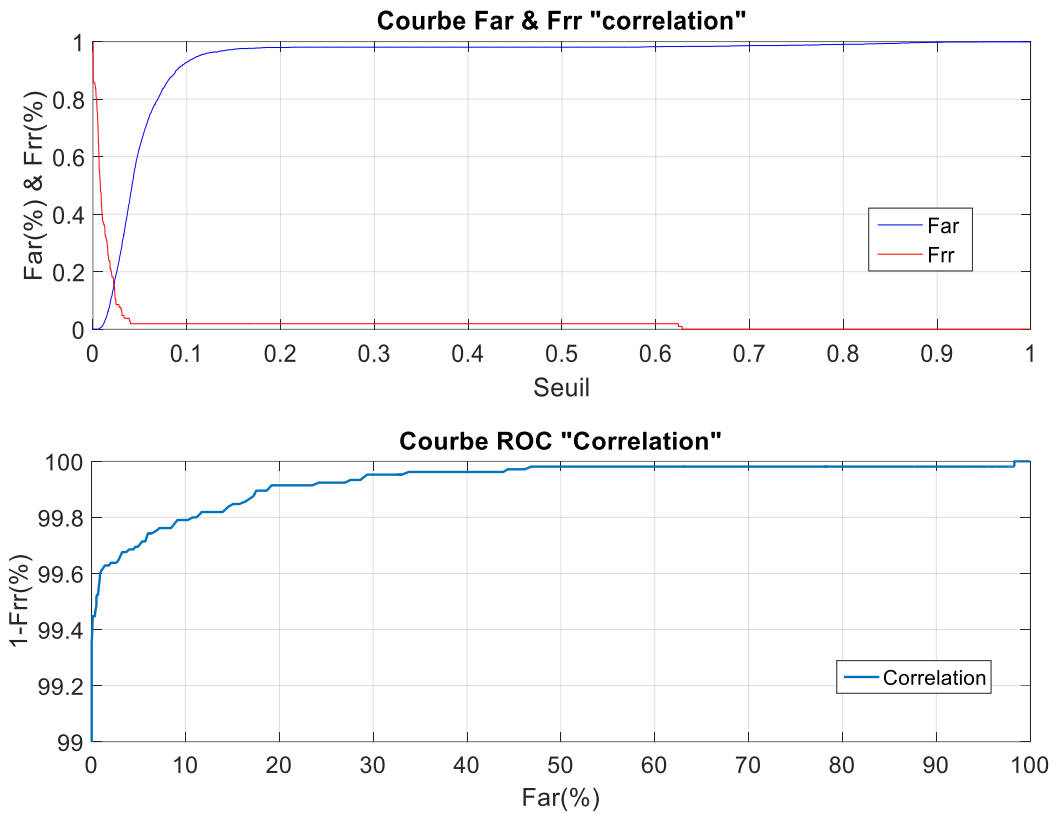 Courbe Far & Frr "correlation"
Far(%) & Frr(%)
1
0.8
0.6
0.4
0.2
0
Far
Frr
0 0.1 0.2 0.3 0.4 0.5 0.6 0.7 0.8 0.9 1
Seuil
Courbe ROC "Correlation"
1-Frr(%)
100
99.8
99.6
99.4
99.2
99
Correlation
0 10 20 30 40 50 60 70 80 90 100
Far(%)